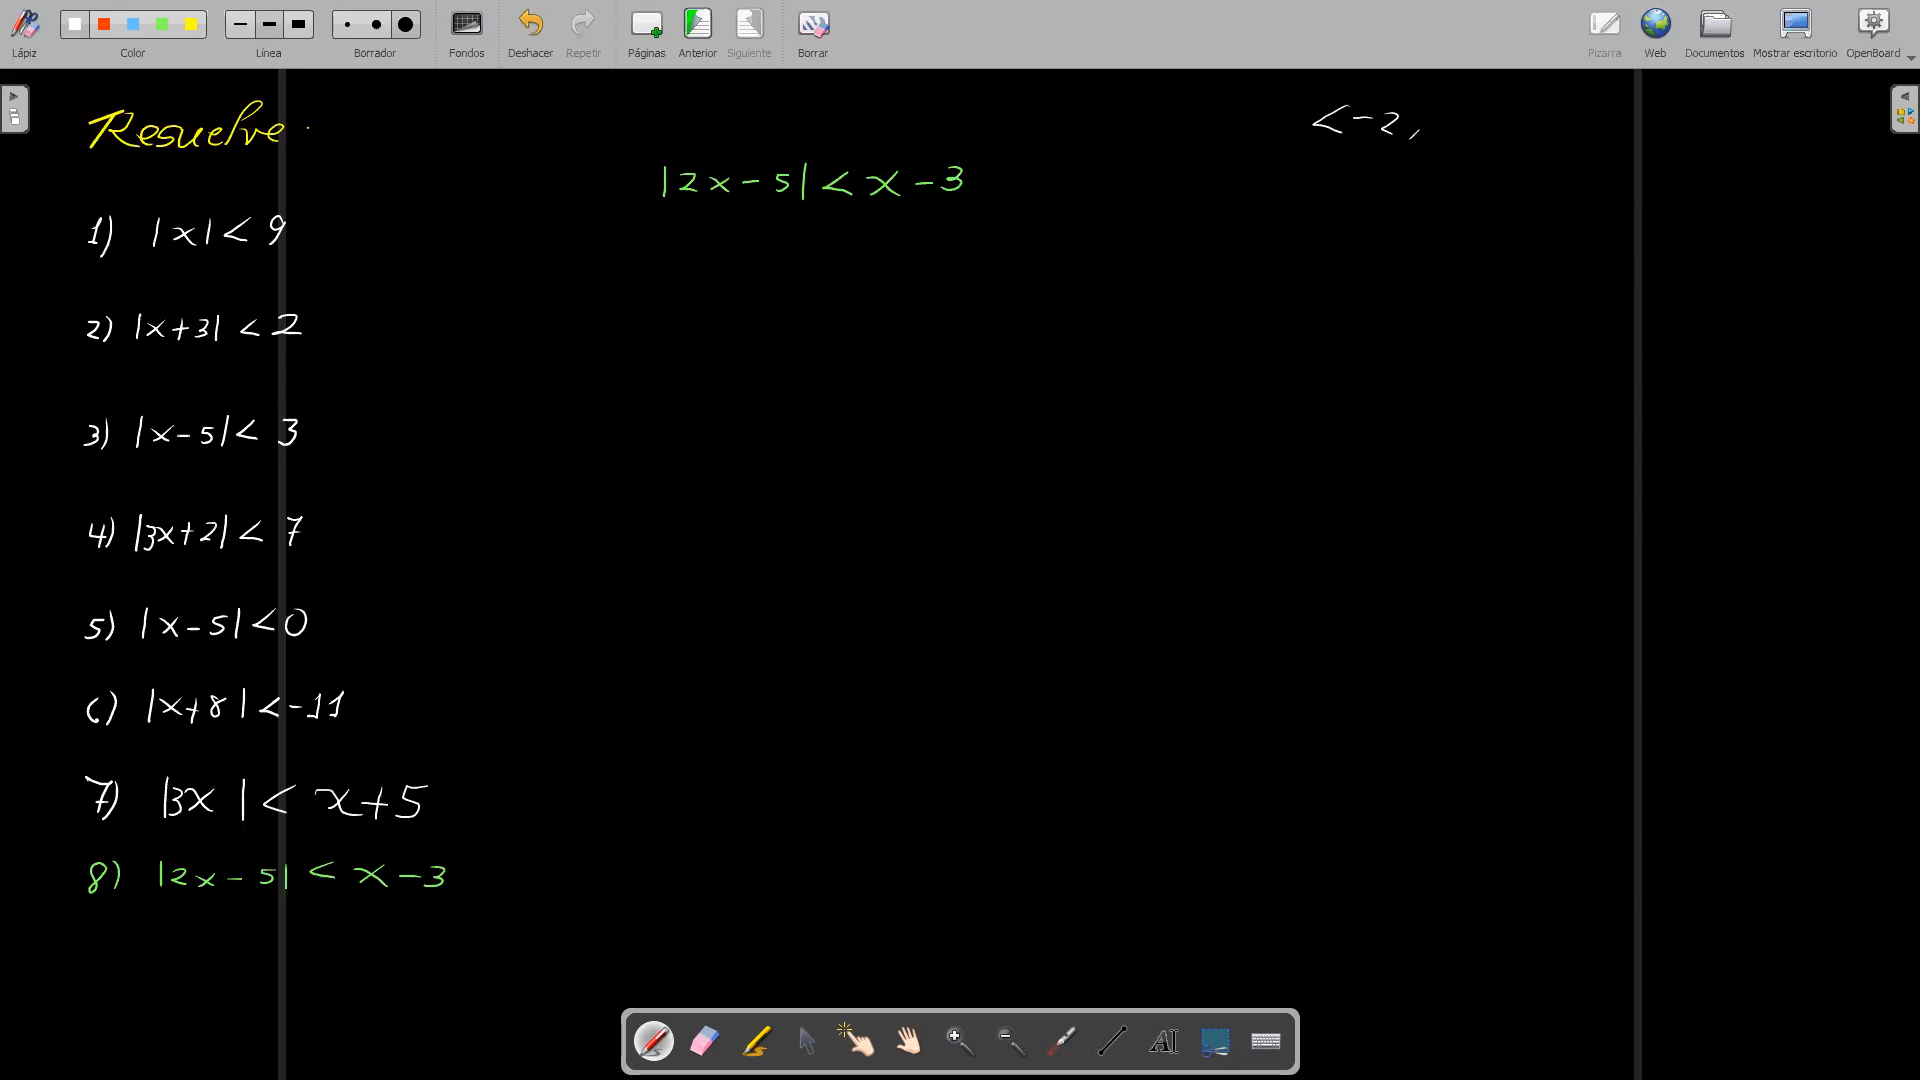 Lápiz Color Línea Borrador Fondos Deshacer Repetir Páginas Anterior Siguiente Borrar Pizarra Web Documentos Mostrar escritorio OpenBoard
Resuelve
<-2,
|2x-5|<x-3
1) |x|<9
2) |x+3|<2
3) |x-5|<3
4) |3x+2|<7
5) |x-5|<0
6) |x+8|<-11
7) |3x|<x+5
8) |2x-5|<x-3
AI